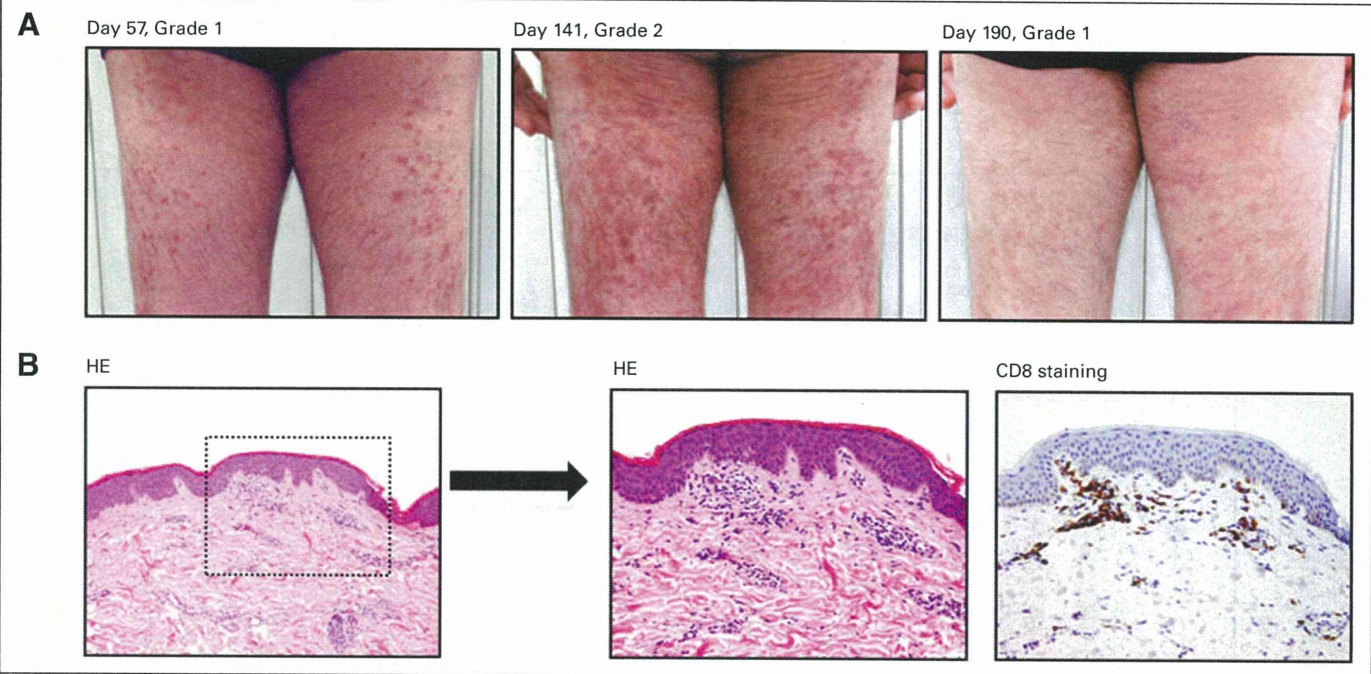 A
Day 57, Grade 1
Day 141, Grade 2
Day 190, Grade 1
B
HE
HE
CD8 staining